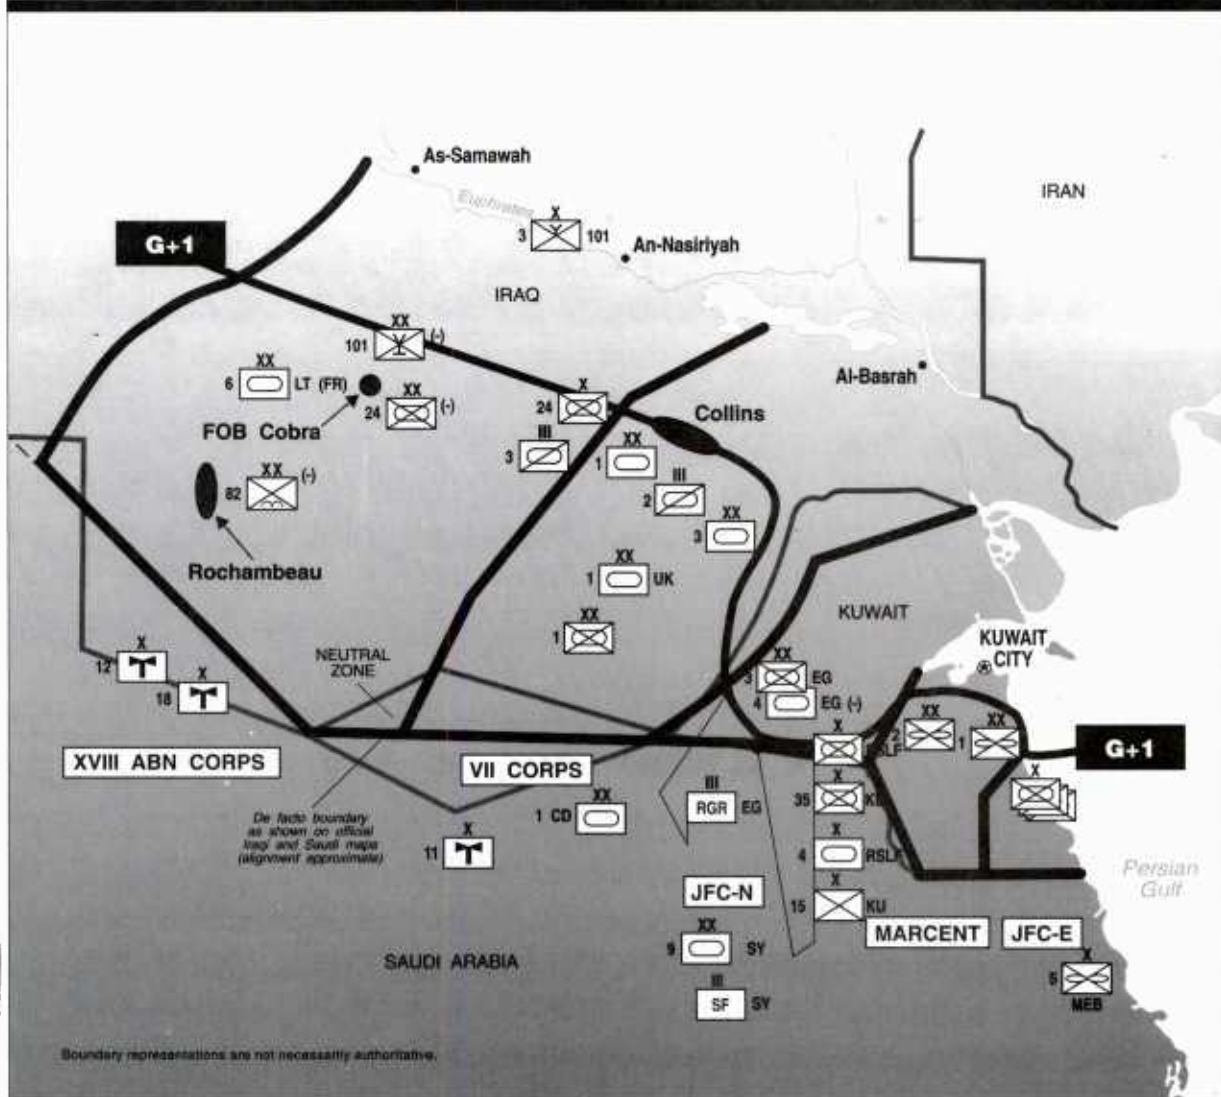 As-Samawah
Euphrates
X
3 101
An-Nasiriyah
IRAN
G+1
IRAQ
XX
101 (-)
Al-Basrah
XX
6 LT (FR)
XX
24 (-)
FOB Cobra
X
24
Collins
III
3
XX
1
III
2
XX
3
XX
82 (-)
Rochambeau
XX
1 UK
XX
1
KUWAIT
KUWAIT
CITY
NEUTRAL
ZONE
X
12
X
18
XX
3 EG
4 EG (-)
X
RSLF
XX
2
XX
1
G+1
XVIII ABN CORPS
VII CORPS
X
35 KU
X
III
RGR EG
De facto boundary
as shown on official
Iraqi and Saudi maps
(alignment approximate)
XX
1 CD
X
11
X
4 RSLF
Persian
Gulf
JFC-N
X
15 KU
MARCENT
JFC-E
XX
9 SY
SAUDI ARABIA
X
5
MEB
III
SF SY
Boundary representations are not necessarily authoritative.